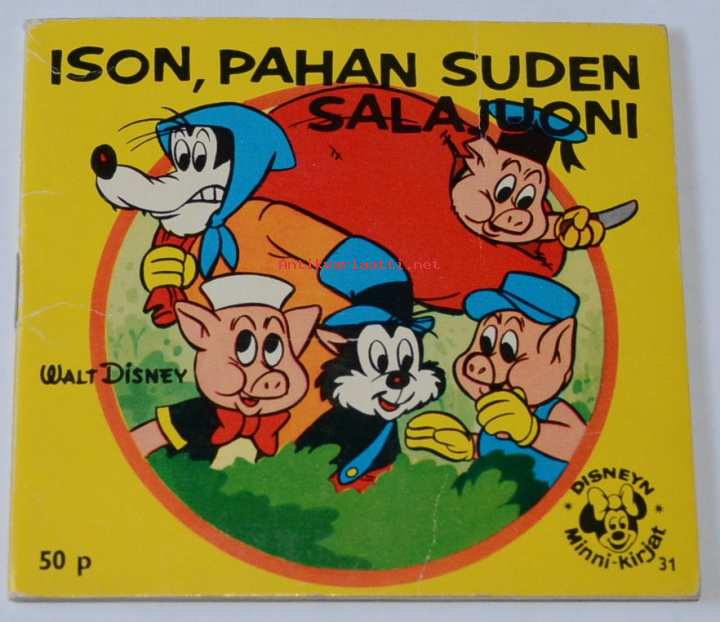 ISON, PAHAN SUDEN
SALAJUONI
Antikvariaatti.net
WALT DISNEY
DISNEYN
Minni-kirjat
50 p
31